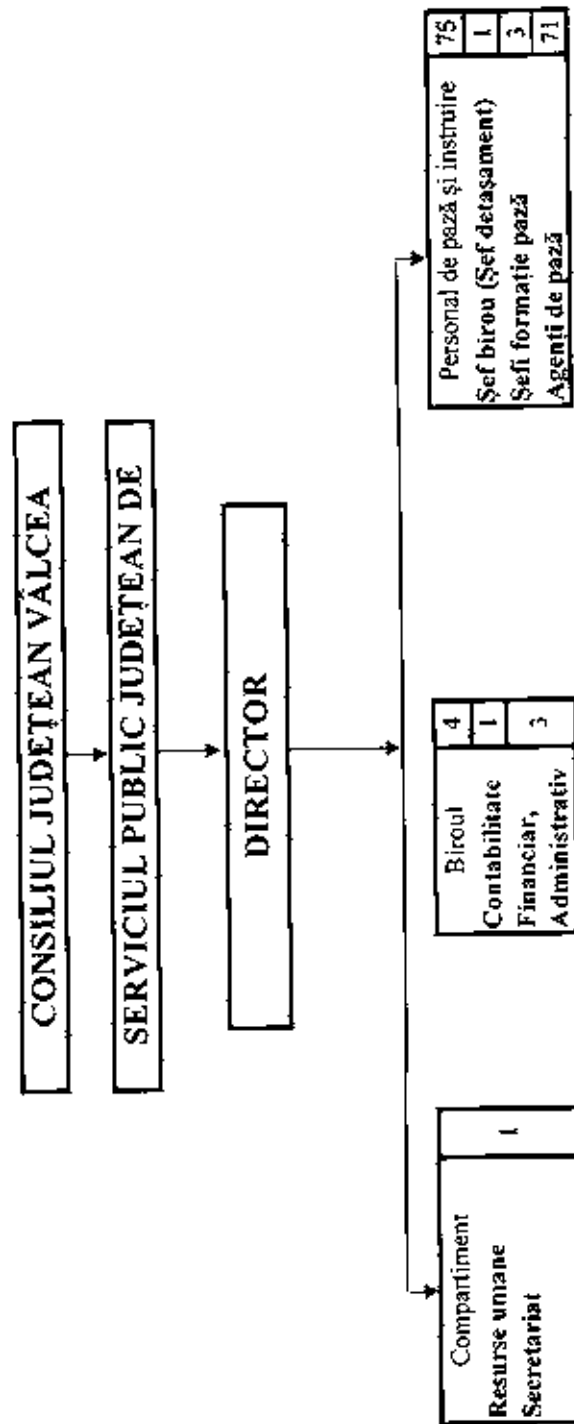 CONSILIUL JUDEȚEAN VÂLCEA
SERVICIUL PUBLIC JUDEȚEAN DE
DIRECTOR
Compartiment
Resurse umane
Secretariat
1
Biroul
Contabilitate
Financiar,
Administrativ
4
1
3
Personal de pază și instruire
Șef birou (Șef detașament)
Șefi formație pază
Agenți de pază
75
1
3
71